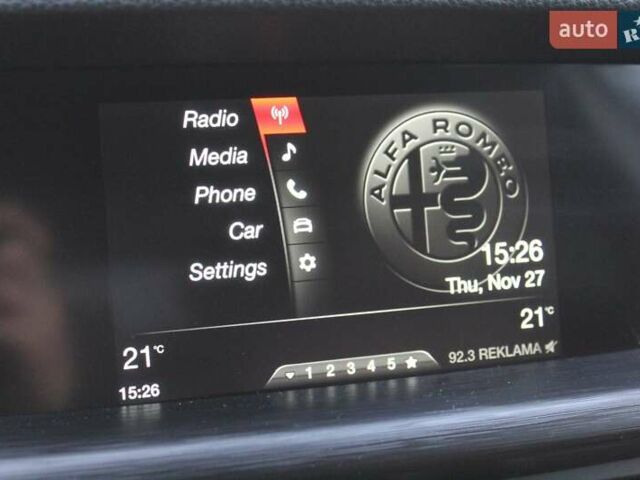 auto
R
Radio
Media
Phone
Car
Settings
ALFA ROMEO
15:26
Thu, Nov 27
21°C
21°C
15:26
1 2 3 4 5
92.3 REKLAMA